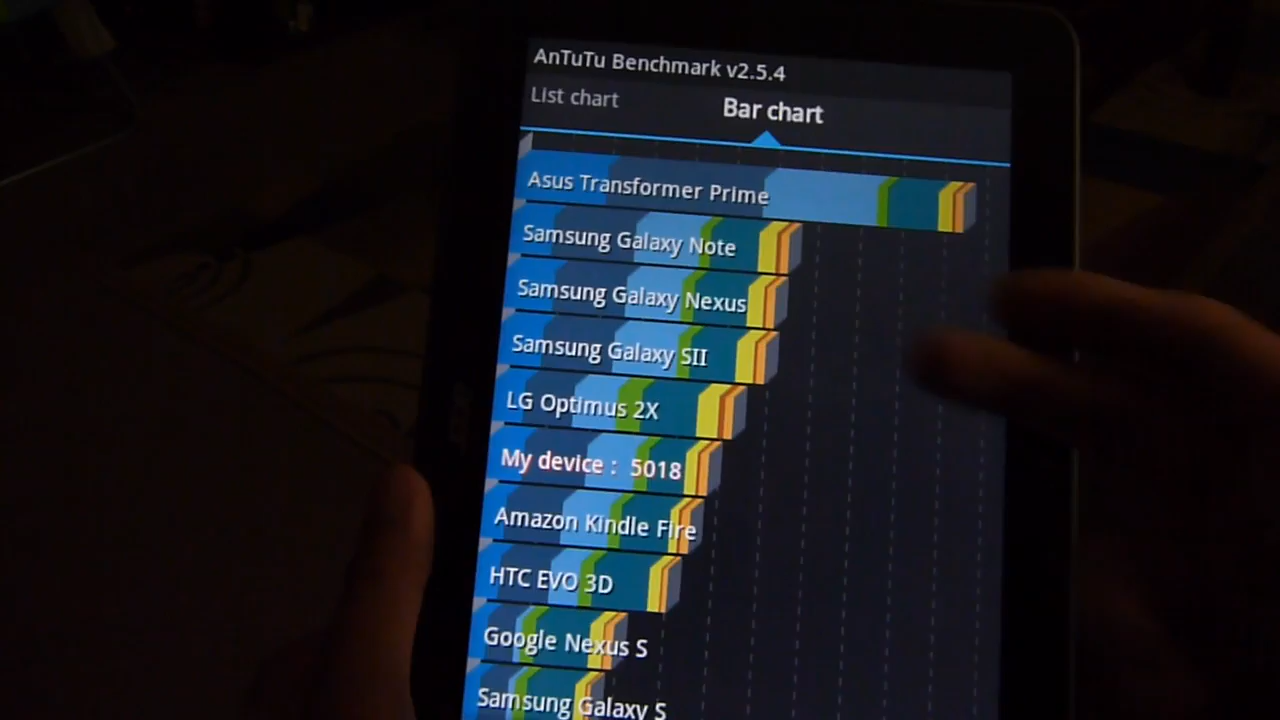 AnTuTu Benchmark v2.5.4
List chart
Bar chart
Asus Transformer Prime
Samsung Galaxy Note
Samsung Galaxy Nexus
Samsung Galaxy SII
LG Optimus 2X
My device : 5018
Amazon Kindle Fire
HTC EVO 3D
Google Nexus S
Samsung Galaxy S